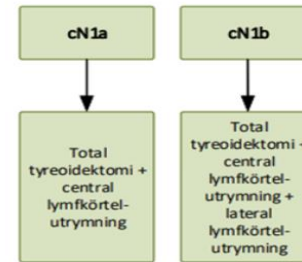 cN1a
cN1b
Total
tyreoidektomi +
central
lymfkörtel-
utrymning
Total
tyreoidektomi +
central
lymfkörtel-
utrymning +
lateral
lymfkörtel-
utrymning